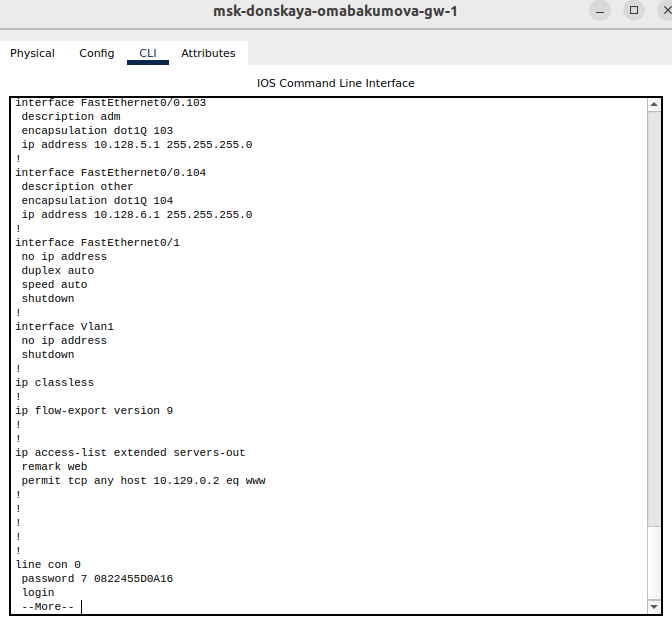 msk-donskaya-omabakumova-gw-1
Physical Config CLI Attributes
IOS Command Line Interface
interface FastEthernet0/0.103
 description adm
 encapsulation dot1Q 103
 ip address 10.128.5.1 255.255.255.0
!
interface FastEthernet0/0.104
 description other
 encapsulation dot1Q 104
 ip address 10.128.6.1 255.255.255.0
!
interface FastEthernet0/1
 no ip address
 duplex auto
 speed auto
 shutdown
!
interface Vlan1
 no ip address
 shutdown
!
ip classless
!
ip flow-export version 9
!
!
ip access-list extended servers-out
 remark web
 permit tcp any host 10.129.0.2 eq www
!
!
!
!
!
line con 0
 password 7 0822455D0A16
 login
 --More--